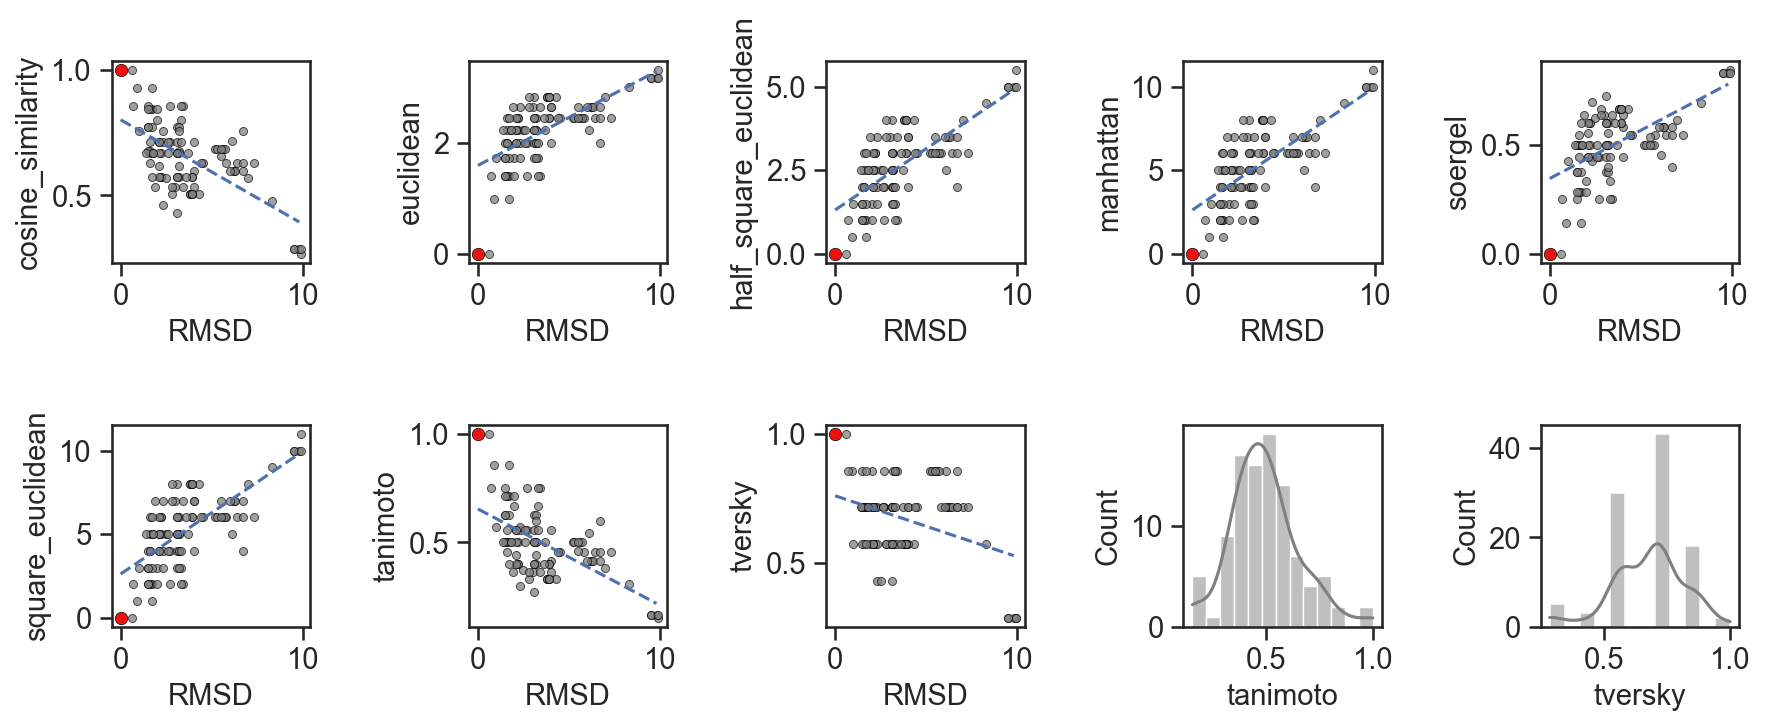 cosine_similarity
1.0
0.5
0
10
RMSD
euclidean
2
0
0
10
RMSD
half_square_euclidean
5.0
2.5
0.0
0
10
RMSD
manhattan
10
5
0
0
10
RMSD
soergel
0.5
0.0
0
10
RMSD
square_euclidean
10
5
0
0
10
RMSD
tanimoto
1.0
0.5
0
10
RMSD
tversky
1.0
0.5
0
10
RMSD
Count
10
0
0.5
1.0
tanimoto
Count
40
20
0
0.5
1.0
tversky